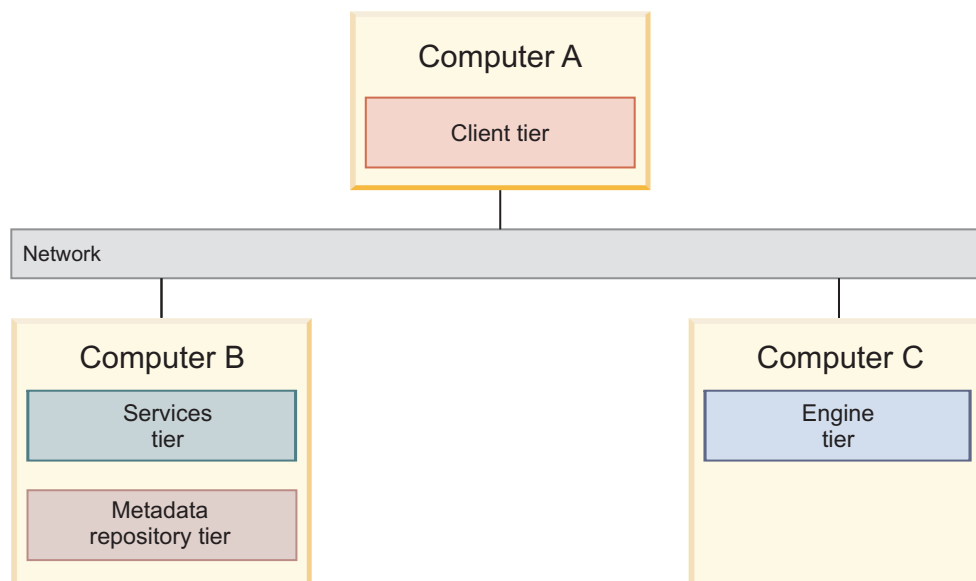 Computer A
Client tier
Network
Computer B
Services
tier
Metadata
repository tier
Computer C
Engine
tier